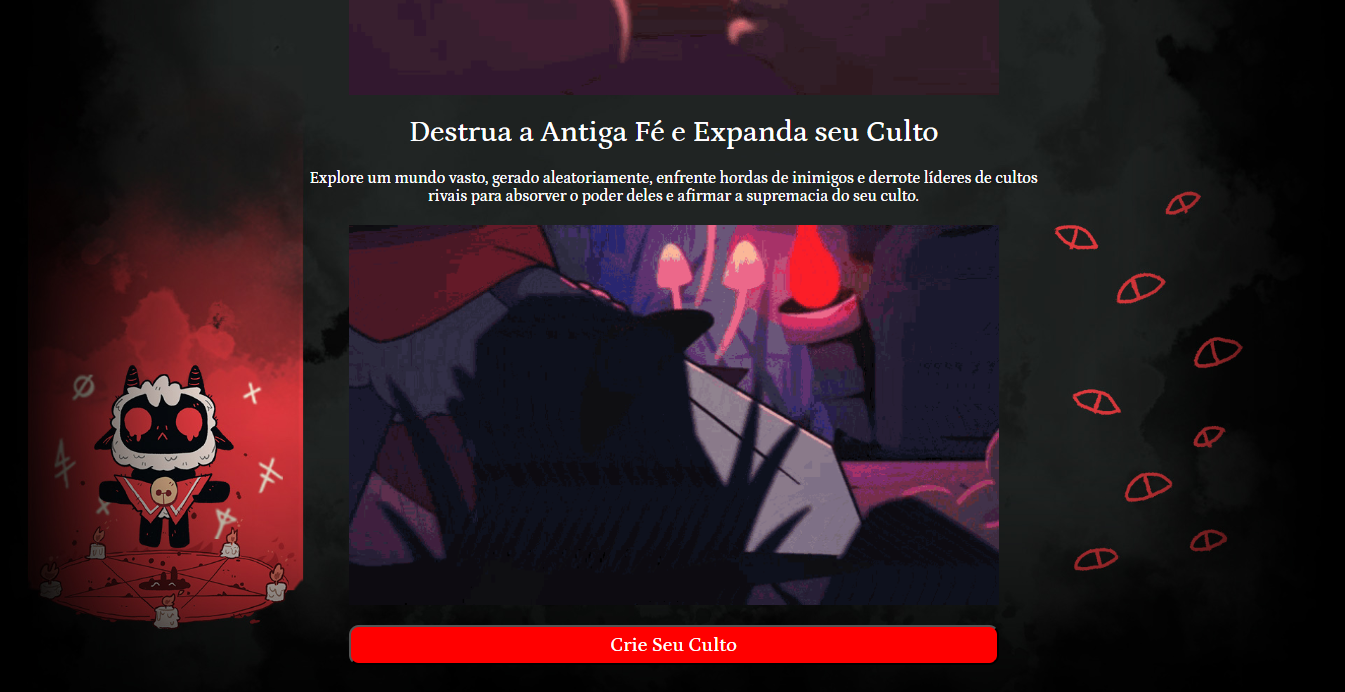 Destrua a Antiga Fé e Expanda seu Culto
Explore um mundo vasto, gerado aleatoriamente, enfrente hordas de inimigos e derrote líderes de cultos
rivais para absorver o poder deles e afirmar a supremacia do seu culto.
Crie Seu Culto